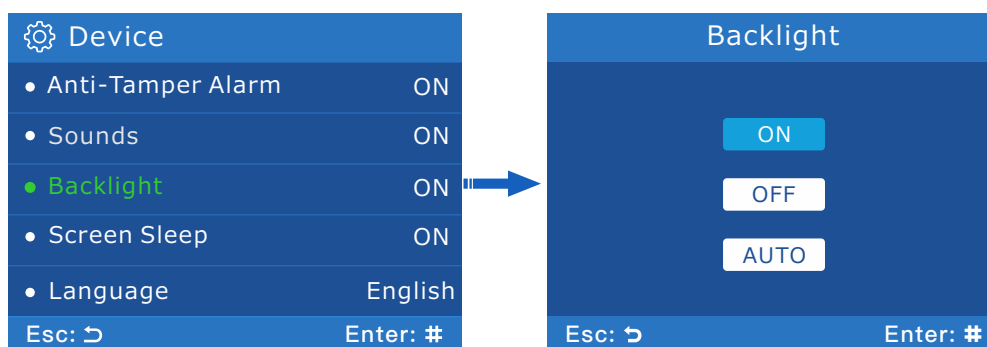 Device
Anti-Tamper Alarm ON
Sounds ON
Backlight ON
Screen Sleep ON
Language English
Esc: Enter: #
Backlight
ON
OFF
AUTO
Esc: Enter: #